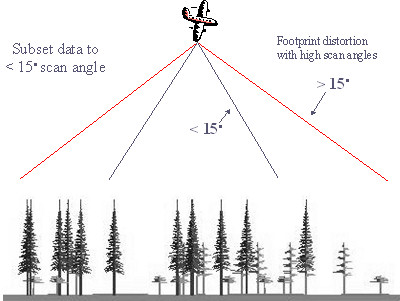 Subset data to
< 15° scan angle
Footprint distortion
with high scan angles
> 15°
< 15°